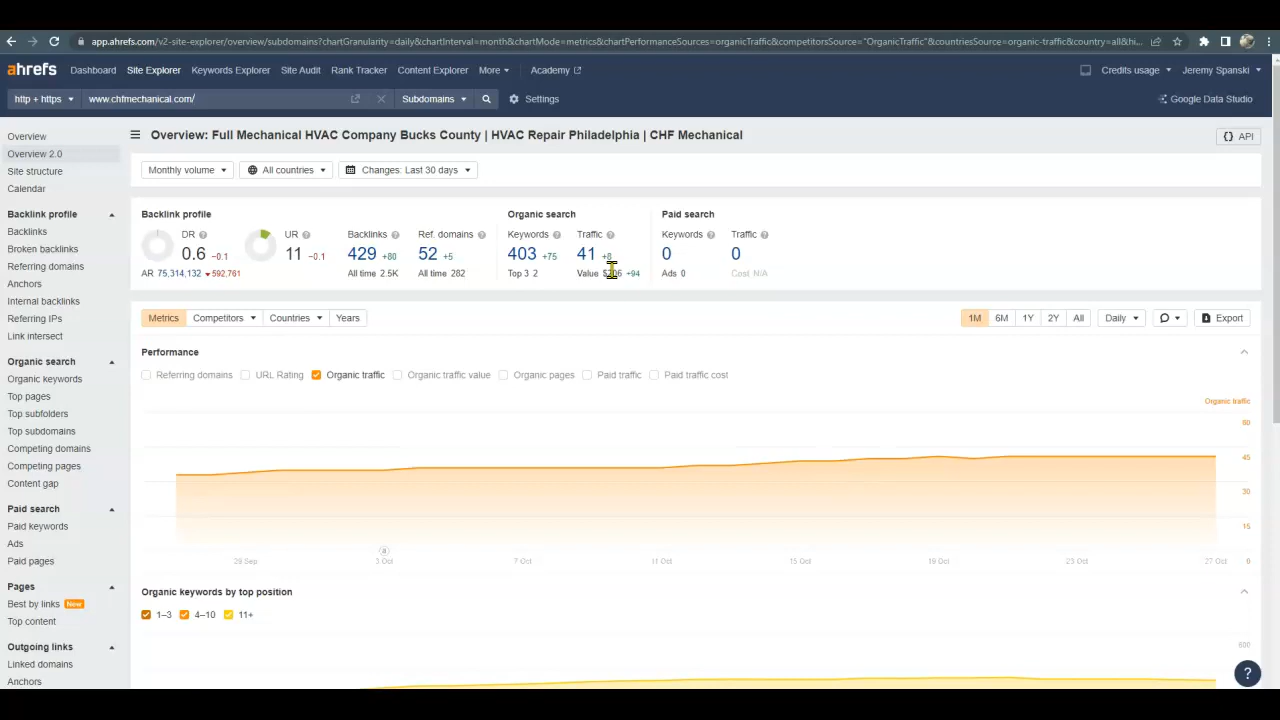 app.ahrefs.com/v2-site-explorer/overview/subdomains?chartGranularity=daily&chartInterval=month&chartMode=metrics&chartPerformanceSources=organicTraffic&competitorsSource="OrganicTraffic"&countriesSource=organic-traffic&country=all&hi...
ahrefs Dashboard Site Explorer Keywords Explorer Site Audit Rank Tracker Content Explorer More Academy Credits usage Jeremy Spanski
http + https www.chfmechanical.com/ Subdomains Settings Google Data Studio
Overview
Overview 2.0
Site structure
Calendar
Backlink profile
Backlinks
Broken backlinks
Referring domains
Anchors
Internal backlinks
Referring IPs
Link intersect
Organic search
Organic keywords
Top pages
Top subfolders
Top subdomains
Competing domains
Competing pages
Content gap
Paid search
Paid keywords
Ads
Paid pages
Pages
Best by links New
Top content
Outgoing links
Linked domains
Anchors
Overview: Full Mechanical HVAC Company Bucks County | HVAC Repair Philadelphia | CHF Mechanical
{} API
Monthly volume All countries Changes: Last 30 days
Backlink profile Organic search Paid search
DR ? UR ? Backlinks ? Ref. domains ? Keywords ? Traffic ? Keywords ? Traffic ?
0.6 −0.1 11 −0.1 429 +80 52 +5 403 +75 41 +8 0 0
AR 75,314,132 ▾592,761 All time 2.5K All time 282 Top 3 2 Value +94 Ads 0 Cost N/A
Metrics Competitors Countries Years 1M 6M 1Y 2Y All Daily Export
Performance
Referring domains URL Rating Organic traffic Organic traffic value Organic pages Paid traffic Paid traffic cost
Organic traffic
60
45
30
15
0
a
29 Sep 3 Oct 7 Oct 11 Oct 15 Oct 19 Oct 23 Oct 27 Oct
Organic keywords by top position
1–3 4–10 11+
600
?